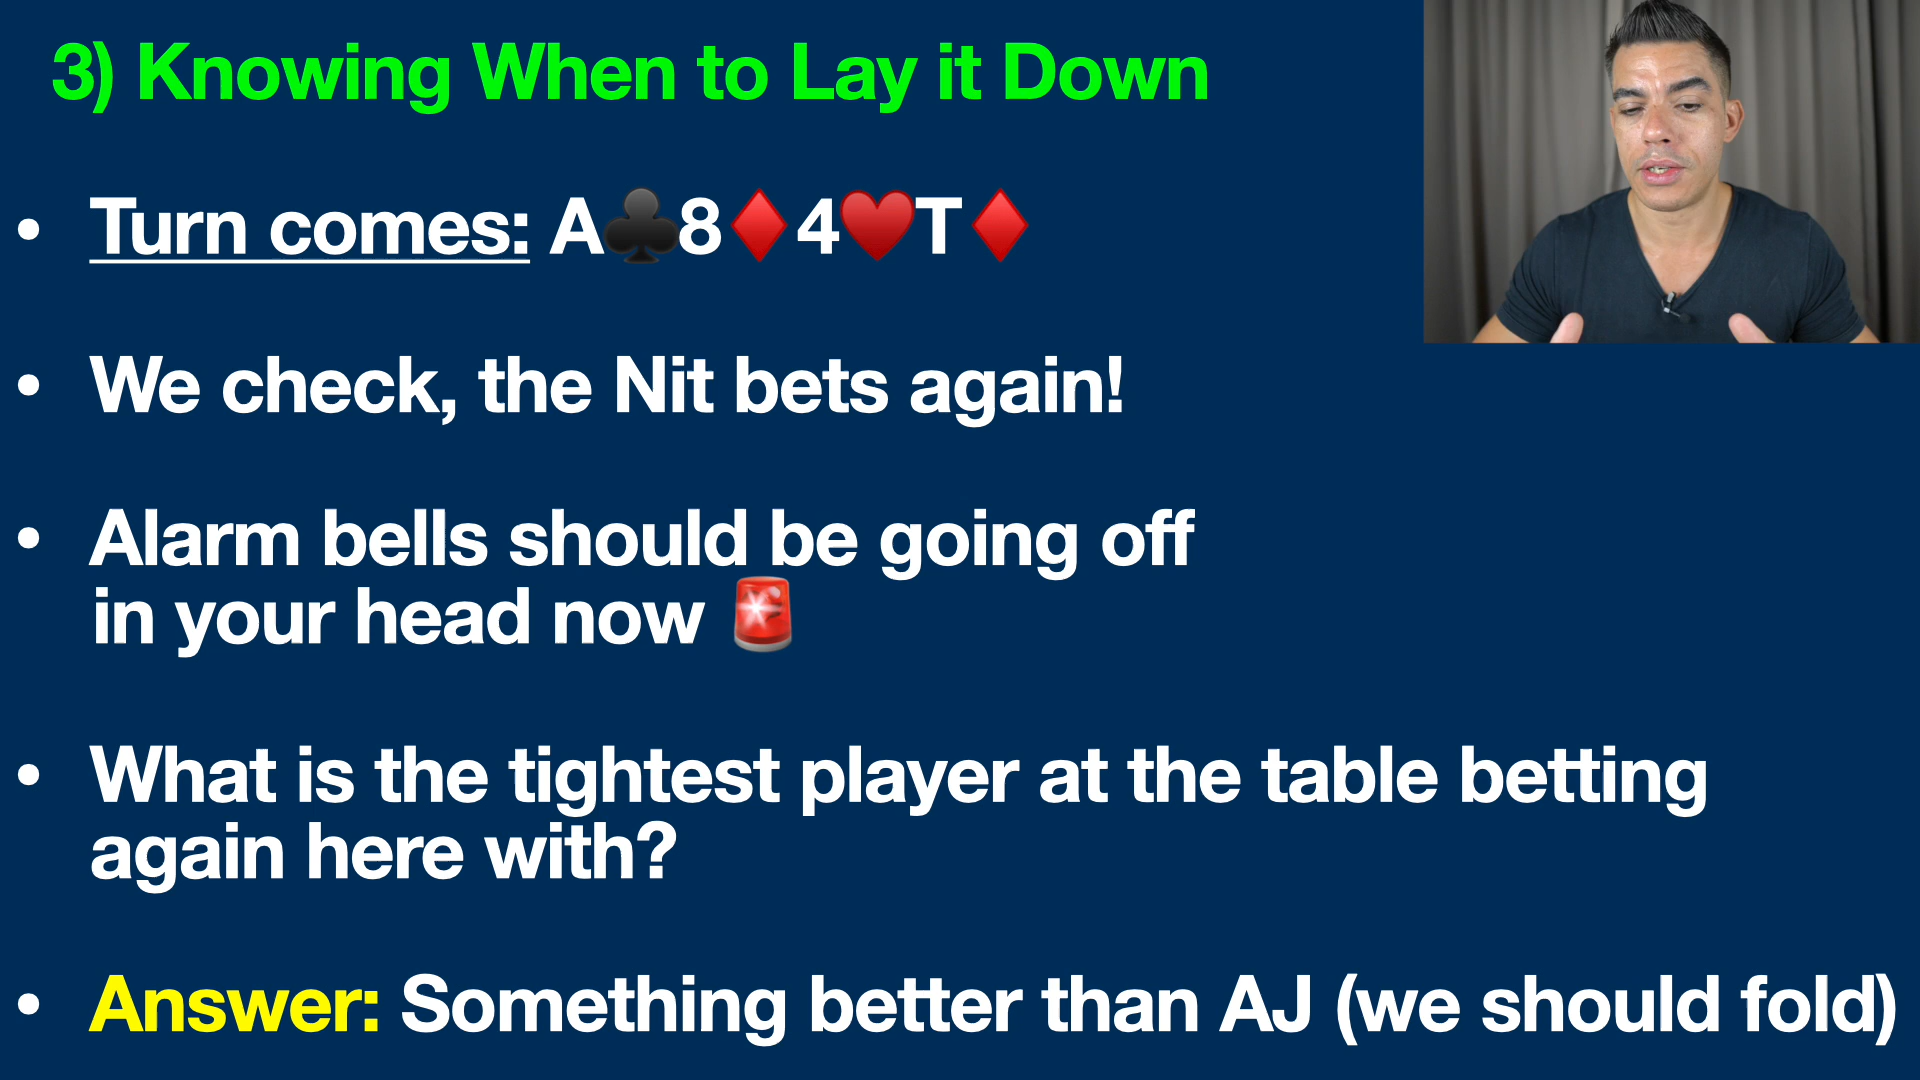 3) Knowing When to Lay it Down
• Turn comes: A♣️8♦️4♥️T♦️
• We check, the Nit bets again!
• Alarm bells should be going off
in your head now 🚨
• What is the tightest player at the table betting
again here with?
• Answer: Something better than AJ (we should fold)